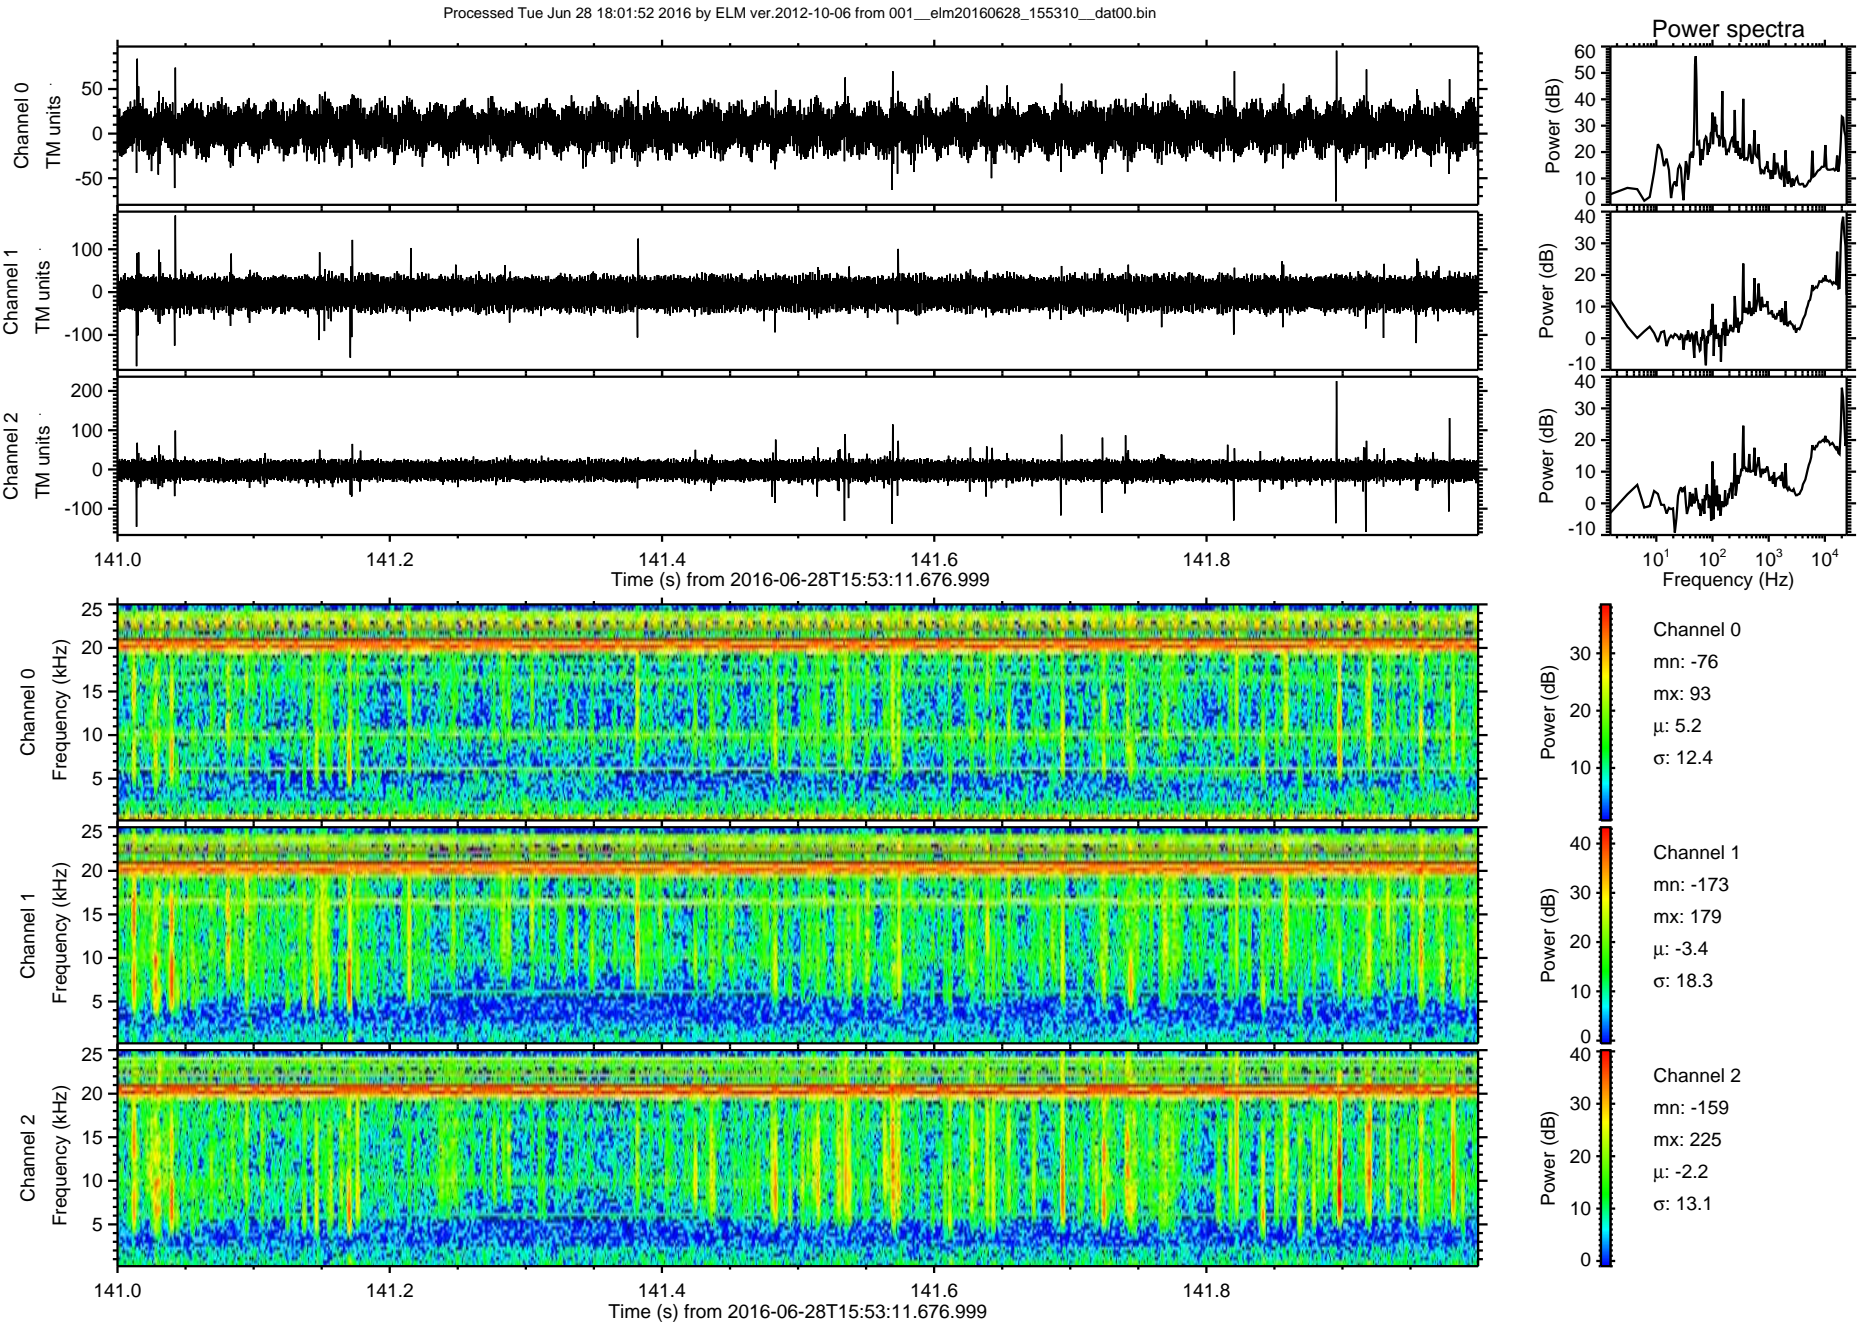 Processed Tue Jun 28 18:01:52 2016 by ELM ver.2012-10-06 from 001__elm20160628_155310__dat00.bin
Power spectra
Channel 0
TM units
50
0
-50
Power (dB)
60
50
40
30
20
10
0
Channel 1
TM units
100
0
-100
Power (dB)
40
30
20
10
0
-10
Channel 2
TM units
200
100
0
-100
Power (dB)
40
30
20
10
0
-10
141.0 141.2 141.4 141.6 141.8
Time (s) from 2016-06-28T15:53:11.676.999
10^1 10^2 10^3 10^4
Frequency (Hz)
Channel 0
Frequency (kHz)
25
20
15
10
5
Power (dB)
30
20
10
Channel 0
mn: -76
mx: 93
μ: 5.2
σ: 12.4
Channel 1
Frequency (kHz)
25
20
15
10
5
Power (dB)
40
30
20
10
0
Channel 1
mn: -173
mx: 179
μ: -3.4
σ: 18.3
Channel 2
Frequency (kHz)
25
20
15
10
5
Power (dB)
40
30
20
10
0
Channel 2
mn: -159
mx: 225
μ: -2.2
σ: 13.1
141.0 141.2 141.4 141.6 141.8
Time (s) from 2016-06-28T15:53:11.676.999